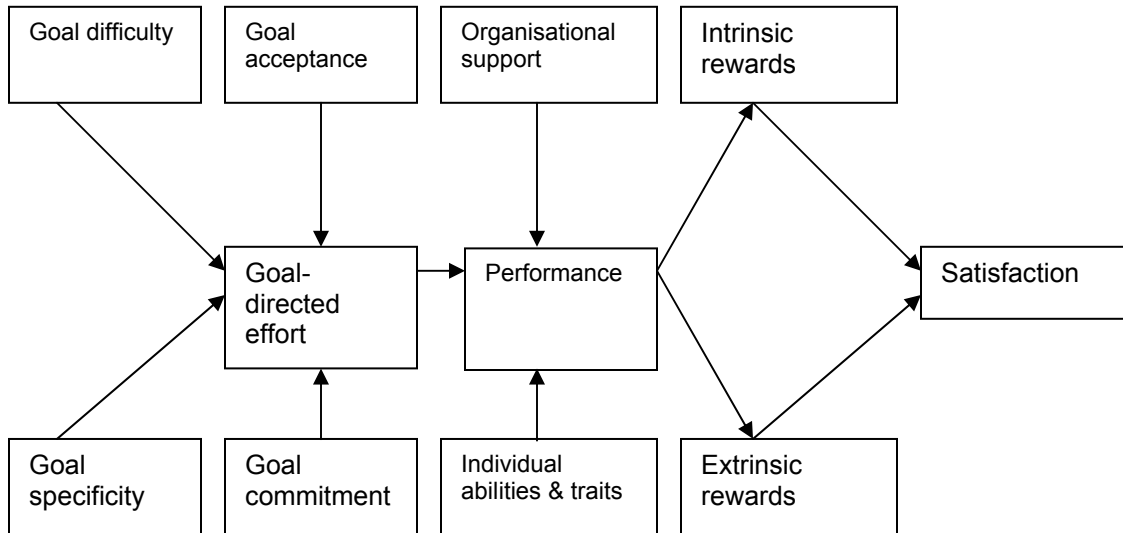 Goal difficulty
Goal
acceptance
Organisational
support
Intrinsic
rewards
Goal-
directed
effort
Performance
Satisfaction
Goal
specificity
Goal
commitment
Individual
abilities & traits
Extrinsic
rewards